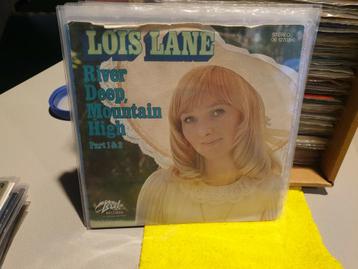 LOIS LANE
STEREO
River
Deep,
Mountain
High
Part 1 & 2